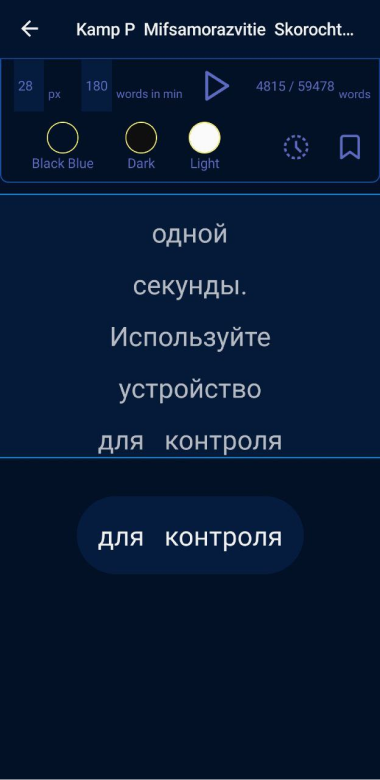 Kamp P Mifsamorazvitie Skorocht...
28 px 180 words in min 4815 / 59478 words
Black Blue Dark Light
одной
секунды.
Используйте
устройство
для контроля
для контроля